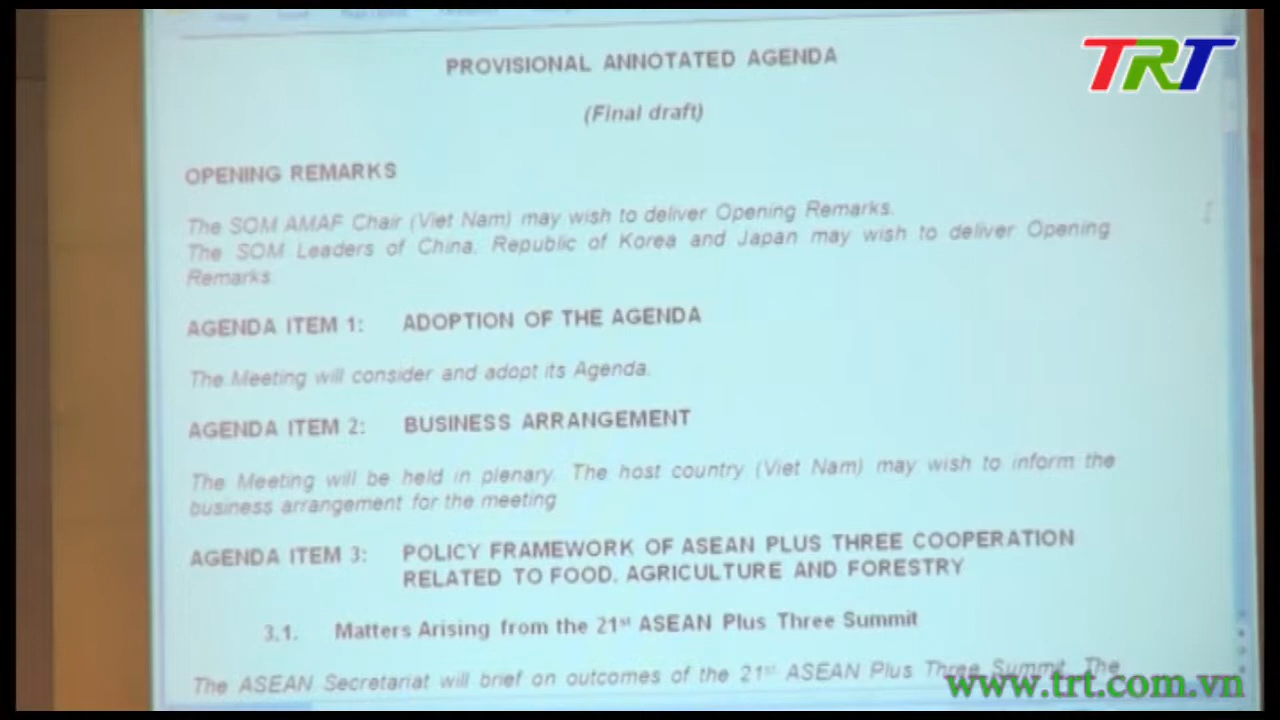 TRT
PROVISIONAL ANNOTATED AGENDA
(Final draft)
OPENING REMARKS
The SOM AMAF Chair (Viet Nam) may wish to deliver Opening Remarks.
The SOM Leaders of China, Republic of Korea and Japan may wish to deliver Opening
Remarks.
AGENDA ITEM 1: ADOPTION OF THE AGENDA
The Meeting will consider and adopt its Agenda.
AGENDA ITEM 2: BUSINESS ARRANGEMENT
The Meeting will be held in plenary. The host country (Viet Nam) may wish to inform the
business arrangement for the meeting
AGENDA ITEM 3: POLICY FRAMEWORK OF ASEAN PLUS THREE COOPERATION
RELATED TO FOOD, AGRICULTURE AND FORESTRY
3.1. Matters Arising from the 21st ASEAN Plus Three Summit
The ASEAN Secretariat will brief on outcomes of the 21st ASEAN Plus Three Summit. The
www.trt.com.vn